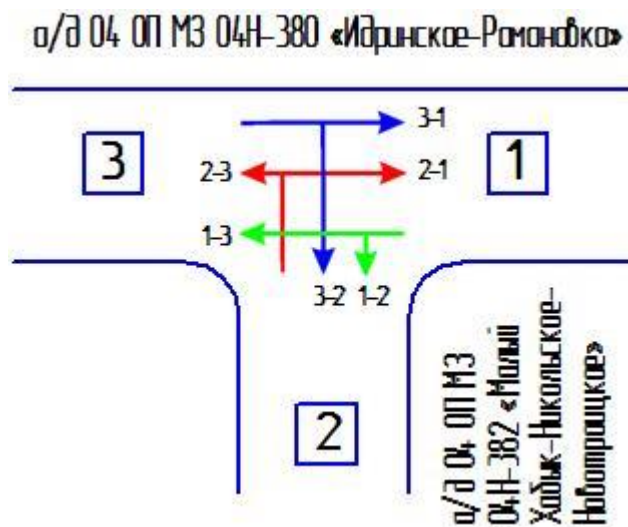 а/д 04 ОП МЗ 04Н-380 «Идринское-Романовка»
3-1
3
1
2-3
2-1
1-3
3-2
1-2
2
а/д 04 ОП МЗ
04Н-382 «Малый
Хабык-Никольское-
Новотроицкое»